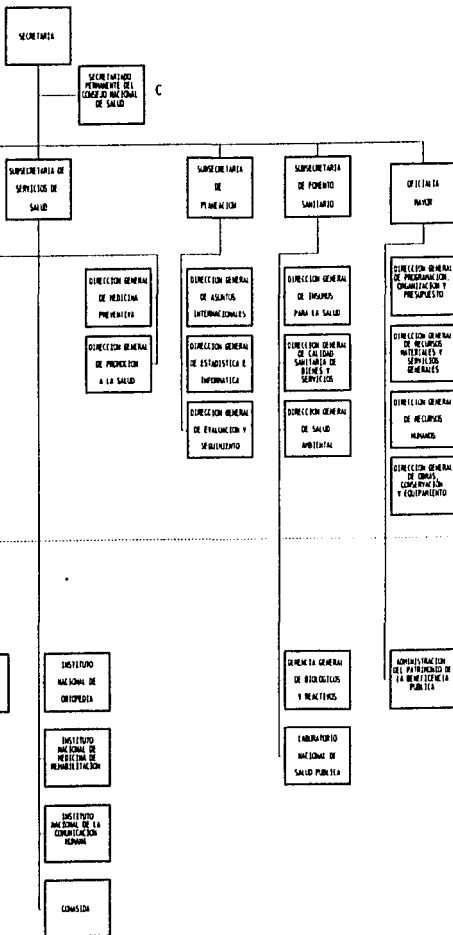 SECRETARIA
SECRETARIADO
PERMANENTE DEL
CONSEJO NACIONAL
DE SALUD
C
SUBSECRETARIA DE
SERVICIOS DE
SALUD
SUBSECRETARIA
DE
PLANEACION
SUBSECRETARIA
DE FOMENTO
SANITARIO
OFICIALIA
MAYOR
DIRECCION GENERAL
DE MEDICINA
PREVENTIVA
DIRECCION GENERAL
DE PROMOCION
A LA SALUD
DIRECCION GENERAL
DE ASUNTOS
INTERNACIONALES
DIRECCION GENERAL
DE ESTADISTICA E
INFORMATICA
DIRECCION GENERAL
DE EVALUACION Y
SEGUIMIENTO
DIRECCION GENERAL
DE INSUMOS
PARA LA SALUD
DIRECCION GENERAL
DE CALIDAD
SANITARIA DE
BIENES Y
SERVICIOS
DIRECCION GENERAL
DE SALUD
AMBIENTAL
DIRECCION GENERAL
DE PROGRAMACION,
ORGANIZACION Y
PRESUPUESTO
DIRECCION GENERAL
DE RECURSOS
MATERIALES Y
SERVICIOS
GENERALES
DIRECCION GENERAL
DE RECURSOS
HUMANOS
DIRECCION GENERAL
DE OBRAS,
CONSERVACION
Y EQUIPAMIENTO
INSTITUTO
NACIONAL DE
ORTOPEDIA
INSTITUTO
NACIONAL DE
MEDICINA DE
REHABILITACION
INSTITUTO
NACIONAL DE LA
COMUNICACION
HUMANA
CONASIDA
GERENCIA GENERAL
DE BIOLOGICOS
Y REACTIVOS
LABORATORIO
NACIONAL DE
SALUD PUBLICA
ADMINISTRACION
DEL PATRIMONIO DE
LA BENEFICENCIA
PUBLICA